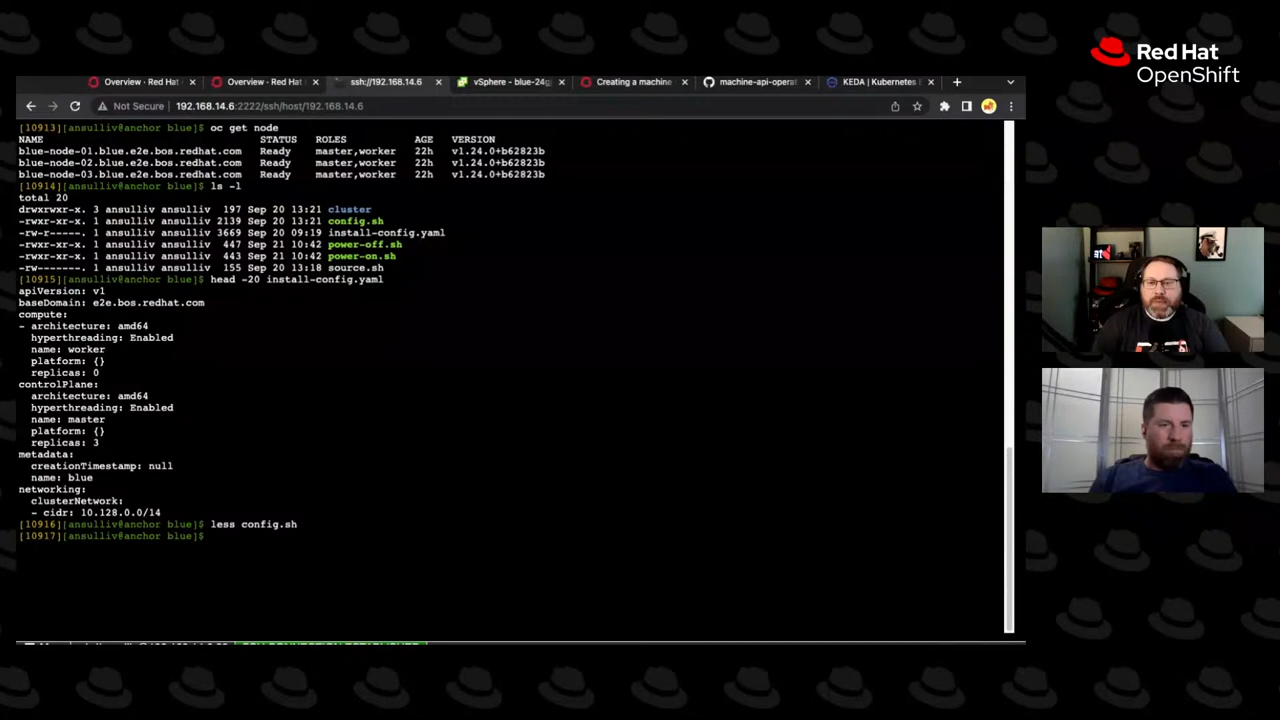 Red Hat
OpenShift
Overview · Red Hat
Overview · Red Hat
ssh://192.168.14.6
vSphere - blue-24g
Creating a machine
machine-api-operat
KEDA | Kubernetes E
Not Secure
192.168.14.6:2222/ssh/host/192.168.14.6
[10913][ansulliv@anchor blue]$ oc get node
NAME STATUS ROLES AGE VERSION
blue-node-01.blue.e2e.bos.redhat.com Ready master,worker 22h v1.24.0+b62823b
blue-node-02.blue.e2e.bos.redhat.com Ready master,worker 22h v1.24.0+b62823b
blue-node-03.blue.e2e.bos.redhat.com Ready master,worker 22h v1.24.0+b62823b
[10914][ansulliv@anchor blue]$ ls -l
total 20
drwxrwxr-x. 3 ansulliv ansulliv 197 Sep 20 13:21 cluster
-rwxr-xr-x. 1 ansulliv ansulliv 2139 Sep 20 13:21 config.sh
-rw-r-----. 1 ansulliv ansulliv 3669 Sep 20 09:19 install-config.yaml
-rwxr-xr-x. 1 ansulliv ansulliv 447 Sep 21 10:42 power-off.sh
-rwxr-xr-x. 1 ansulliv ansulliv 443 Sep 21 10:42 power-on.sh
-rw-------. 1 ansulliv ansulliv 155 Sep 20 13:18 source.sh
[10915][ansulliv@anchor blue]$ head -20 install-config.yaml
apiVersion: v1
baseDomain: e2e.bos.redhat.com
compute:
- architecture: amd64
hyperthreading: Enabled
name: worker
platform: {}
replicas: 0
controlPlane:
architecture: amd64
hyperthreading: Enabled
name: master
platform: {}
replicas: 3
metadata:
creationTimestamp: null
name: blue
networking:
clusterNetwork:
- cidr: 10.128.0.0/14
[10916][ansulliv@anchor blue]$ less config.sh
[10917][ansulliv@anchor blue]$